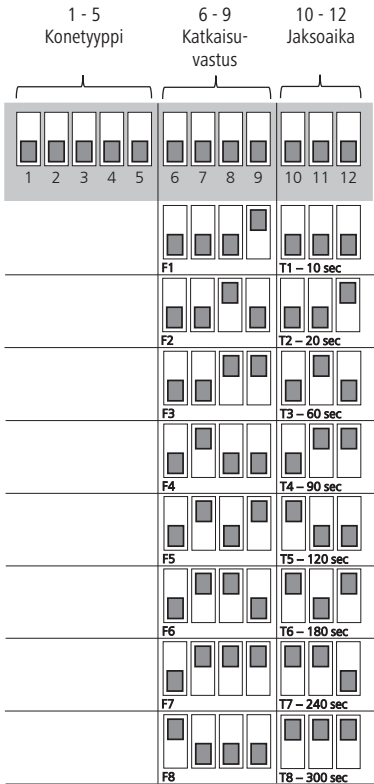 1 - 5
Konetyyppi
6 - 9
Katkaisu-
vastus
10 - 12
Jaksoaika
1 2 3 4 5 6 7 8 9 10 11 12
F1 T1 – 10 sec
F2 T2 – 20 sec
F3 T3 – 60 sec
F4 T4 – 90 sec
F5 T5 – 120 sec
F6 T6 – 180 sec
F7 T7 – 240 sec
F8 T8 – 300 sec